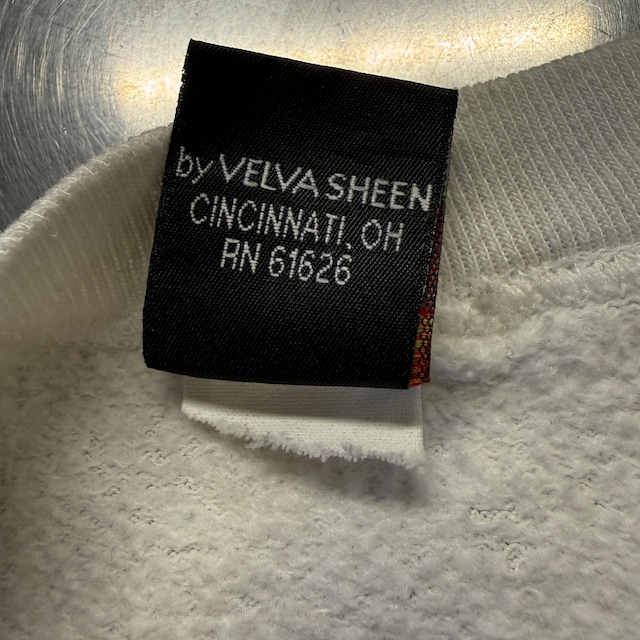 by VELVA SHEEN
CINCINNATI, OH
RN 61626